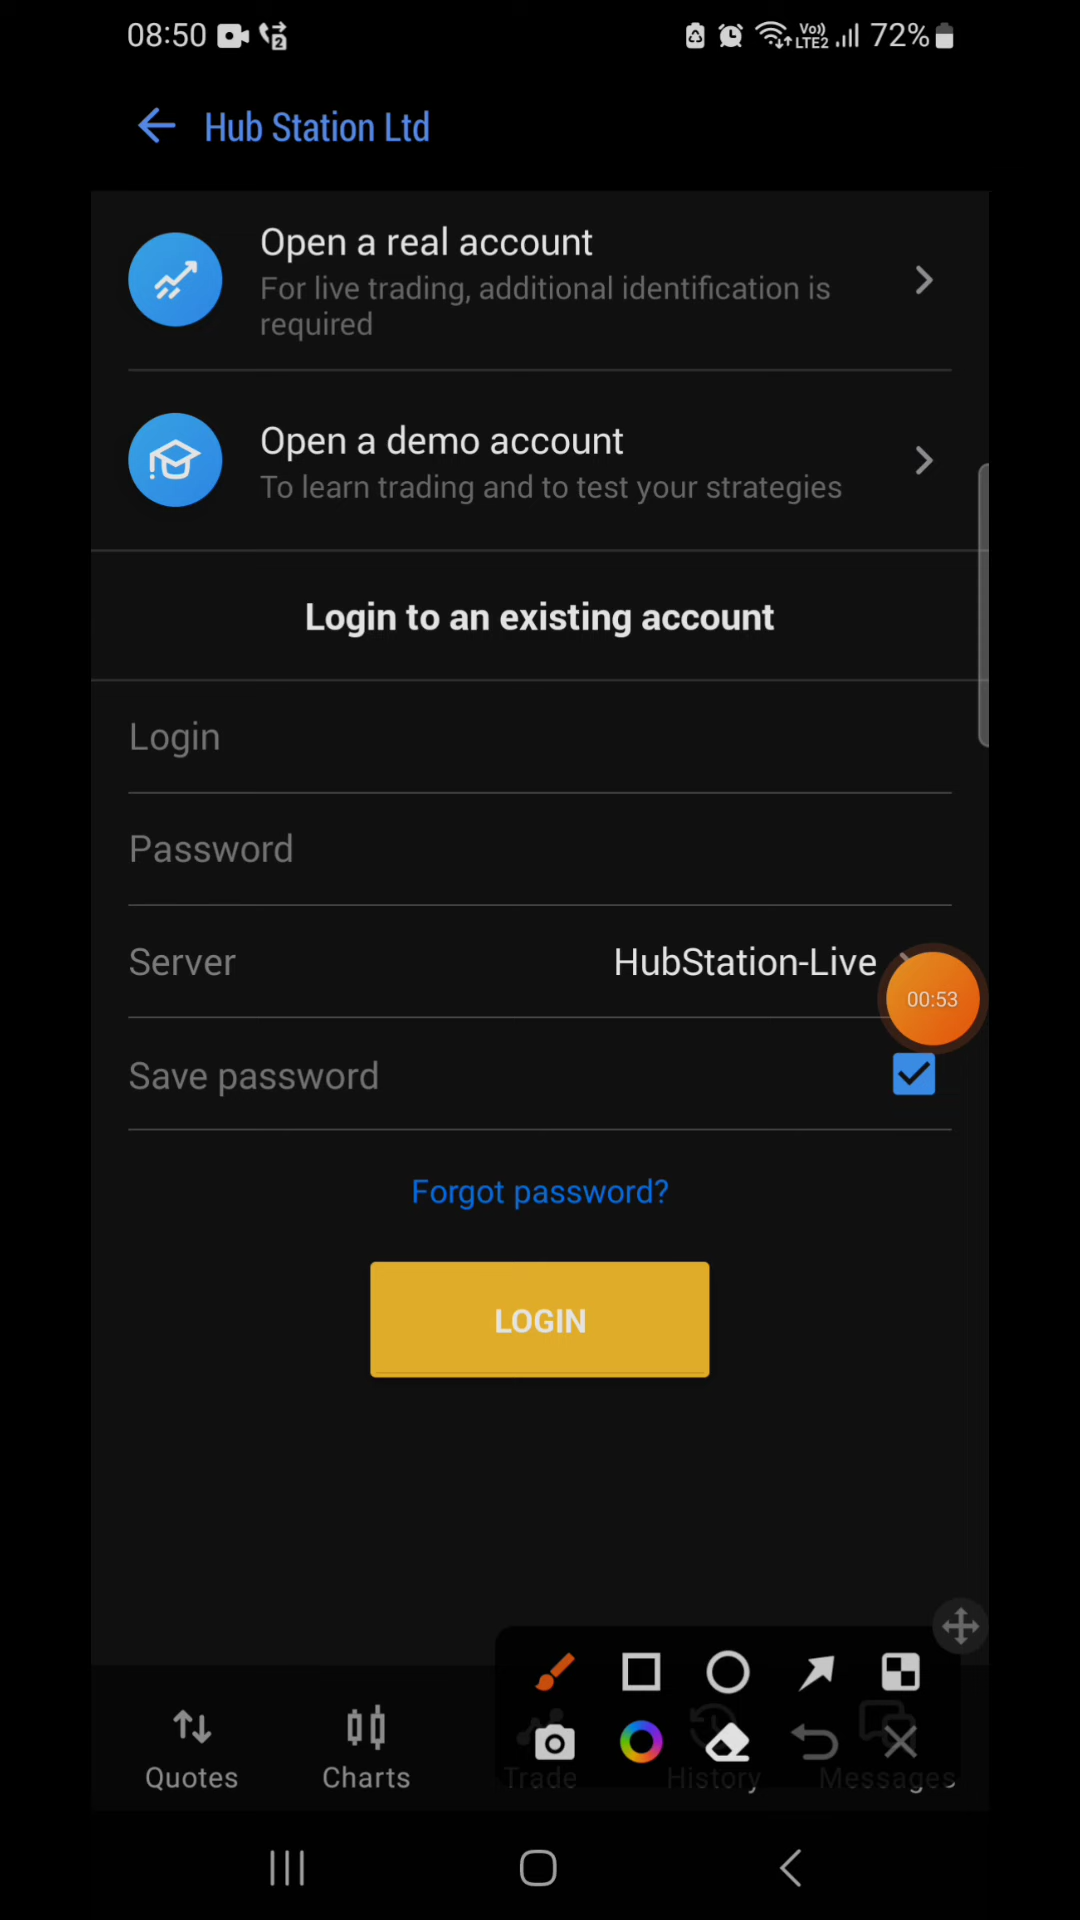 08:50 Vo)) LTE2 72%
Hub Station Ltd
Open a real account
For live trading, additional identification is
required
Open a demo account
To learn trading and to test your strategies
Login to an existing account
Login
Password
Server HubStation-Live
00:53
Save password
Forgot password?
LOGIN
Quotes Charts Trade History Messages